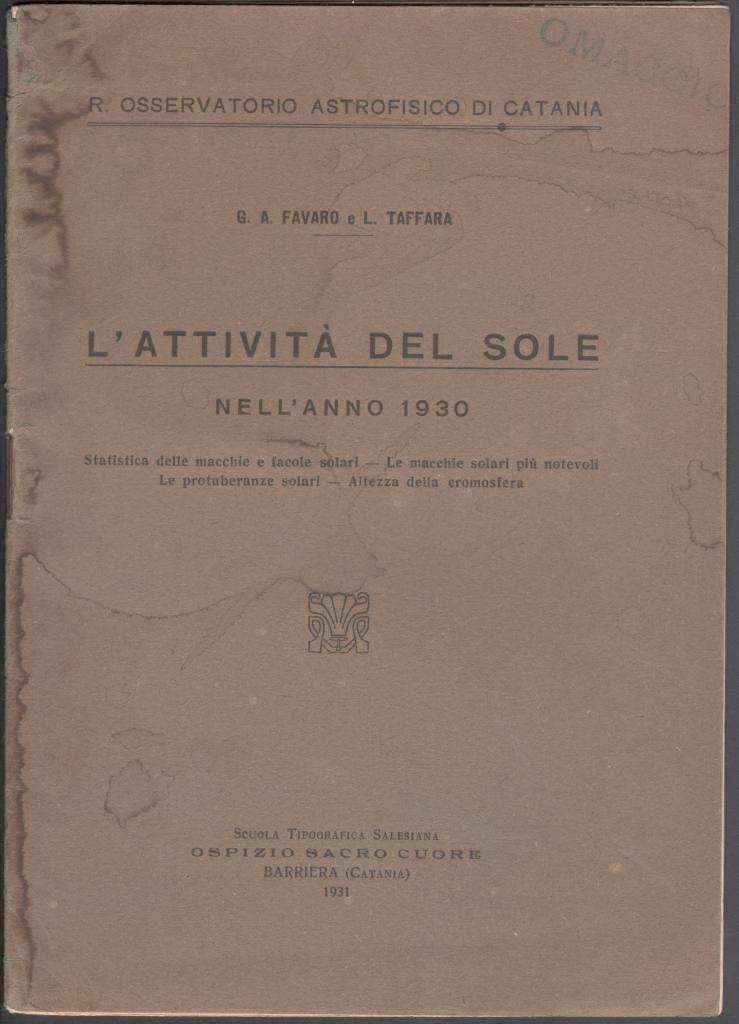 OMAGGIO
R. OSSERVATORIO ASTROFISICO DI CATANIA
G. A. FAVARO e L. TAFFARA
L'ATTIVITÀ DEL SOLE
NELL'ANNO 1930
Statistica delle macchie e facole solari — Le macchie solari più notevoli
Le protuberanze solari — Altezza della cromosfera
SCUOLA TIPOGRAFICA SALESIANA
OSPIZIO SACRO CUORE
BARRIERA (CATANIA)
1931